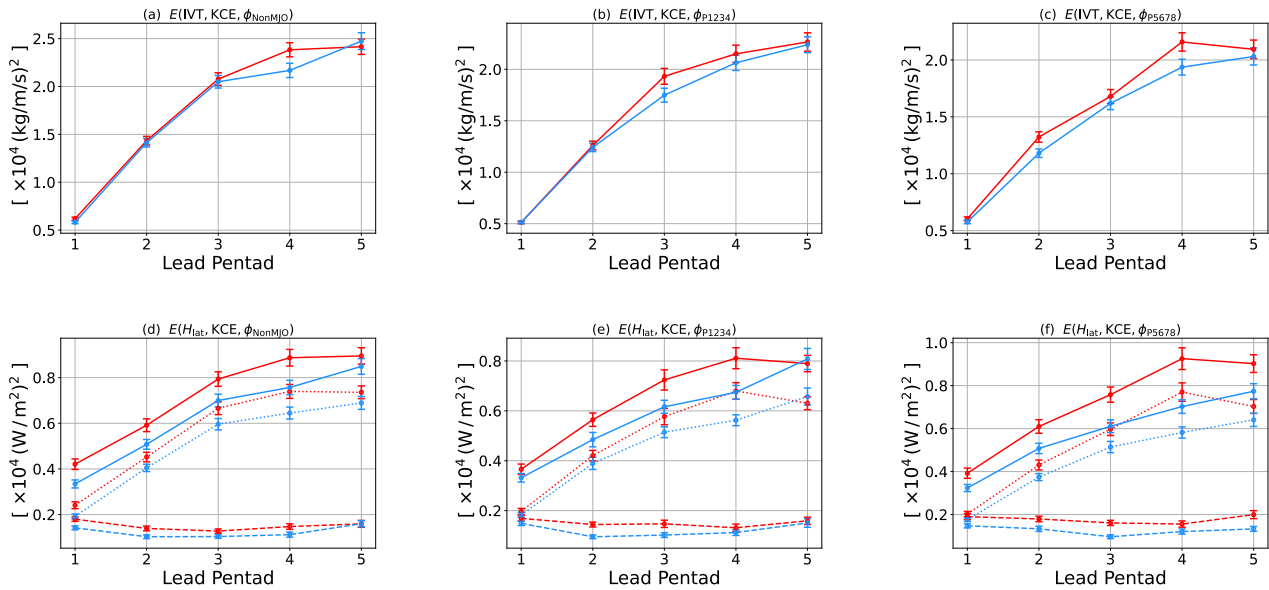 (a) E(IVT, KCE, ϕNonMJO)
[ ×10⁴ (kg/m/s)²
2.5
2.0
1.5
1.0
0.5
1 2 3 4 5
Lead Pentad
(b) E(IVT, KCE, ϕP1234)
[ ×10⁴ (kg/m/s)²
2.0
1.5
1.0
0.5
1 2 3 4 5
Lead Pentad
(c) E(IVT, KCE, ϕP5678)
[ ×10⁴ (kg/m/s)²
2.0
1.5
1.0
0.5
1 2 3 4 5
Lead Pentad
(d) E(Hlat, KCE, ϕNonMJO)
[ ×10⁴ (W / m²)²
0.8
0.6
0.4
0.2
1 2 3 4 5
Lead Pentad
(e) E(Hlat, KCE, ϕP1234)
[ ×10⁴ (W / m²)²
0.8
0.6
0.4
0.2
1 2 3 4 5
Lead Pentad
(f) E(Hlat, KCE, ϕP5678)
[ ×10⁴ (W / m²)²
1.0
0.8
0.6
0.4
0.2
1 2 3 4 5
Lead Pentad